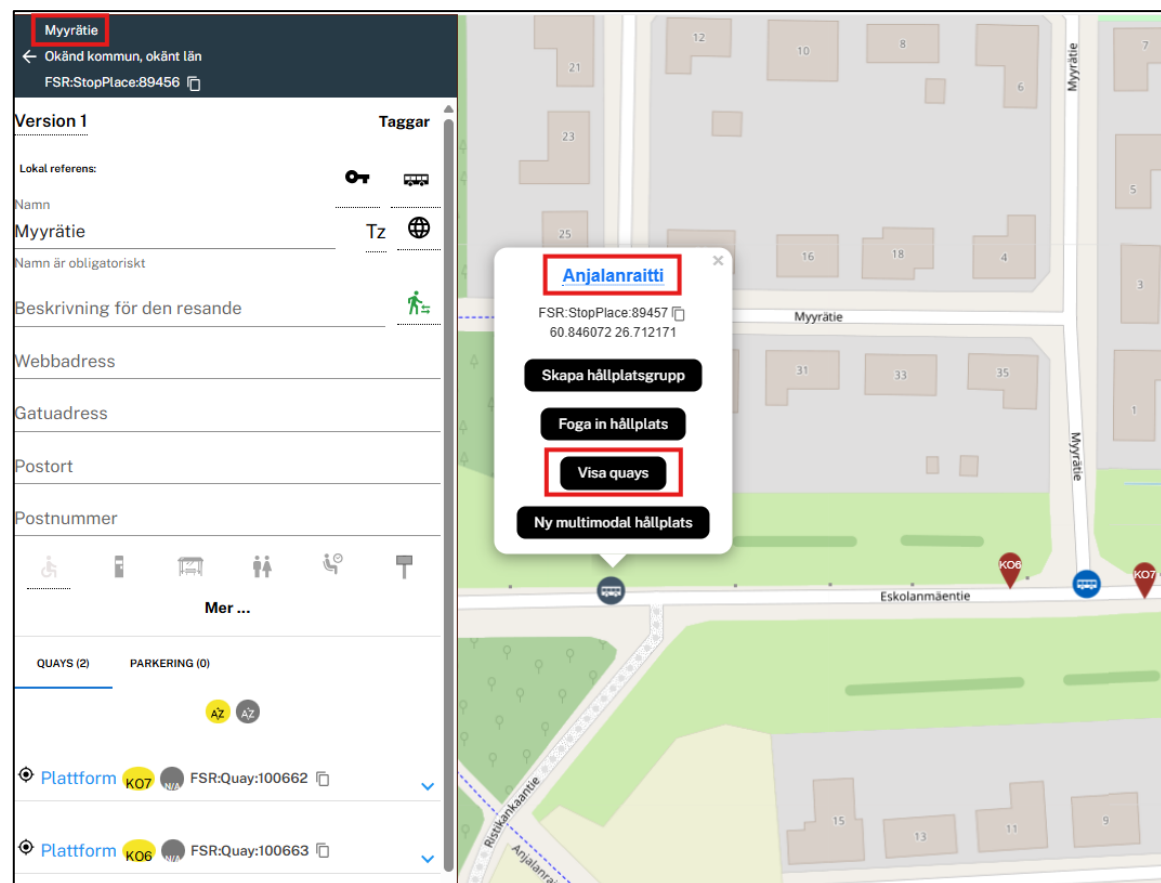 Myyrätie
Okänd kommun, okänt län
FSR:StopPlace:89456
Version 1
Taggar
Lokal referens:
Namn
Myyrätie
Tz
Namn är obligatoriskt
Beskrivning för den resande
Webbadress
Gatuadress
Postort
Postnummer
Mer ...
QUAYS (2)
PARKERING (0)
AZ
AZ
Plattform KO7 N/A FSR:Quay:100662
Plattform KO6 N/A FSR:Quay:100663
Anjalanraitti
FSR:StopPlace:89457
60.846072 26.712171
Skapa hållplatsgrupp
Foga in hållplats
Visa quays
Ny multimodal hållplats
12
10
8
7
21
6
Myyrätie
23
5
25
16
18
4
3
Myyrätie
31
33
35
1
Myyrätie
KO6
KO7
Eskolanmäentie
Ristikankaantie
15
13
11
9